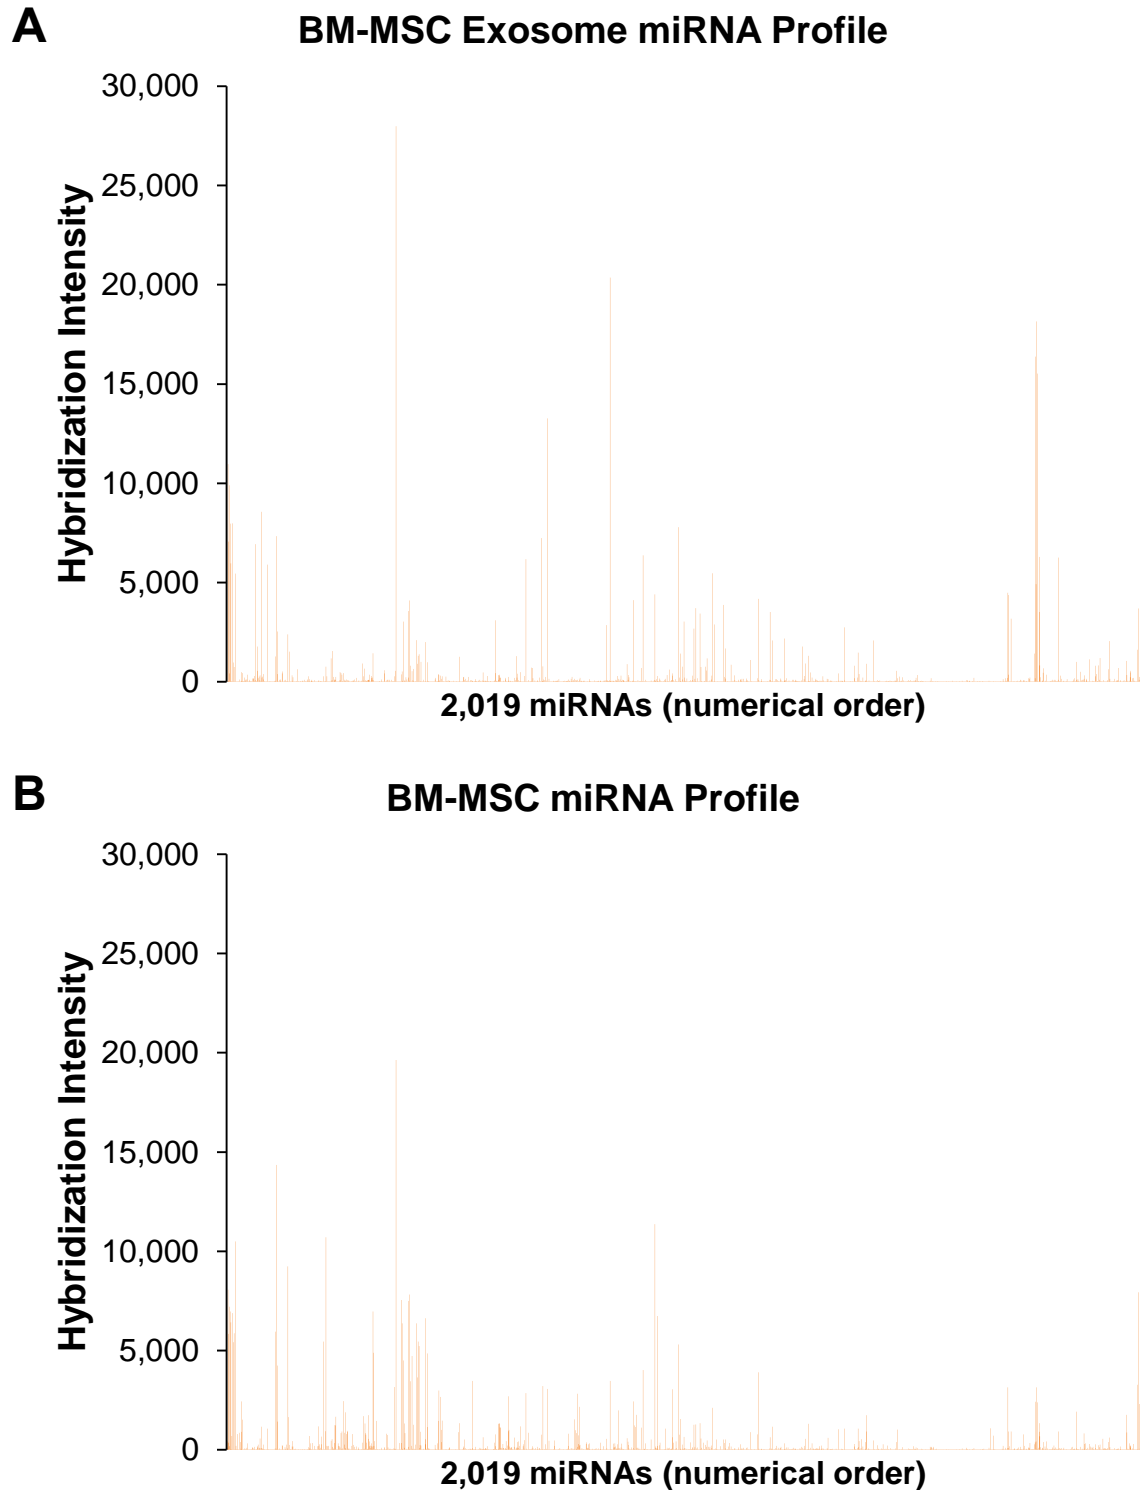 A
BM-MSC Exosome miRNA Profile
30,000
25,000
20,000
15,000
10,000
5,000
0
Hybridization Intensity
2,019 miRNAs (numerical order)
B
BM-MSC miRNA Profile
30,000
25,000
20,000
15,000
10,000
5,000
0
Hybridization Intensity
2,019 miRNAs (numerical order)